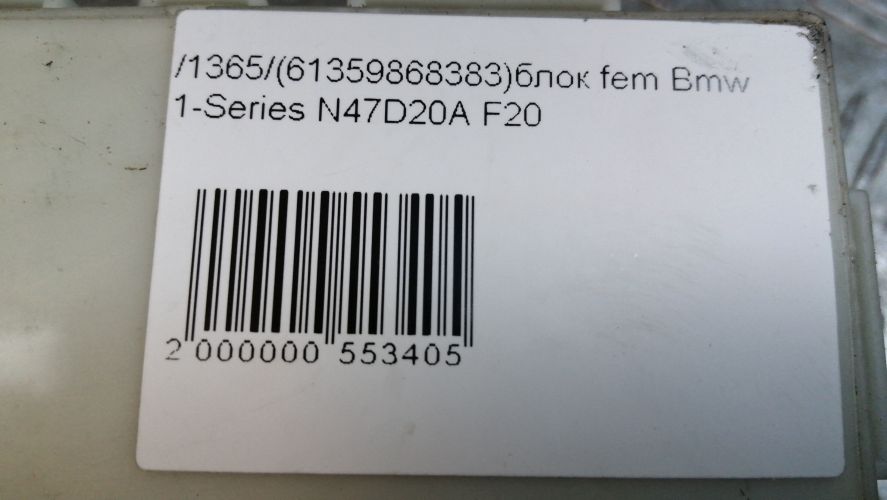 /1365/(61359868383)блок fem Bmw
1-Series N47D20A F20
2 000000 553405